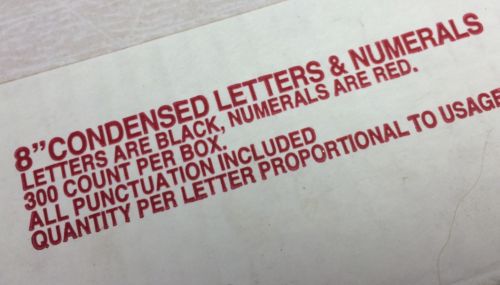 8" CONDENSED LETTERS & NUMERALS
LETTERS ARE BLACK, NUMERALS ARE RED.
300 COUNT PER BOX.
ALL PUNCTUATION INCLUDED
QUANTITY PER LETTER PROPORTIONAL TO USAGE